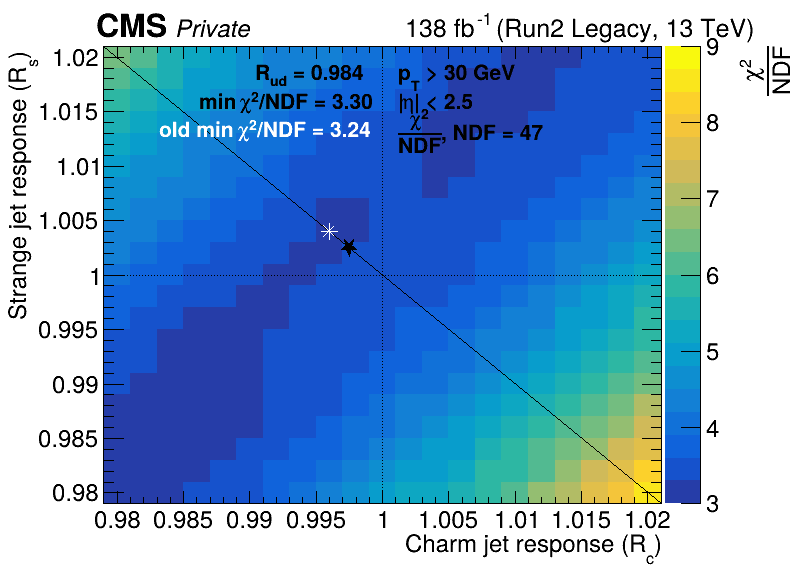 CMS Private 138 fb⁻¹ (Run2 Legacy, 13 TeV)
R_ud = 0.984
p_T > 30 GeV
min χ²/NDF = 3.30
|η| < 2.5
old min χ²/NDF = 3.24
χ²/NDF, NDF = 47
Strange jet response (R_s)
1.02
1.015
1.01
1.005
1
0.995
0.99
0.985
0.98
0.98 0.985 0.99 0.995 1 1.005 1.01 1.015 1.02
Charm jet response (R_c)
χ²/NDF
9
8
7
6
5
4
3